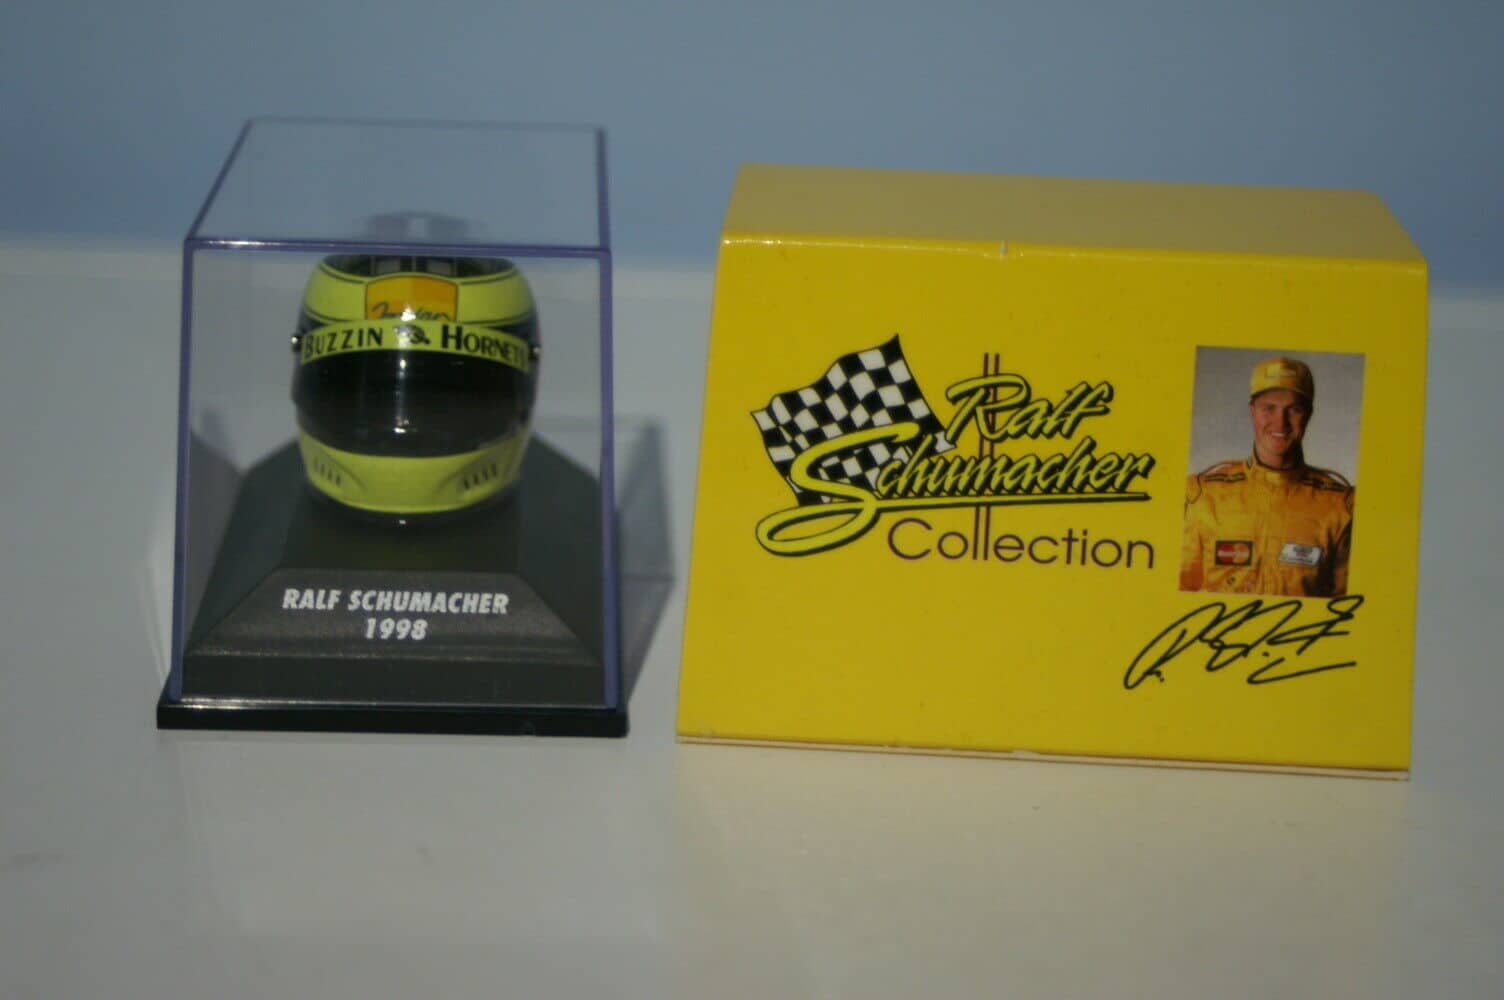 BUZZIN HORNETS
RALF SCHUMACHER
1998
Ralf
Schumacher
Collection